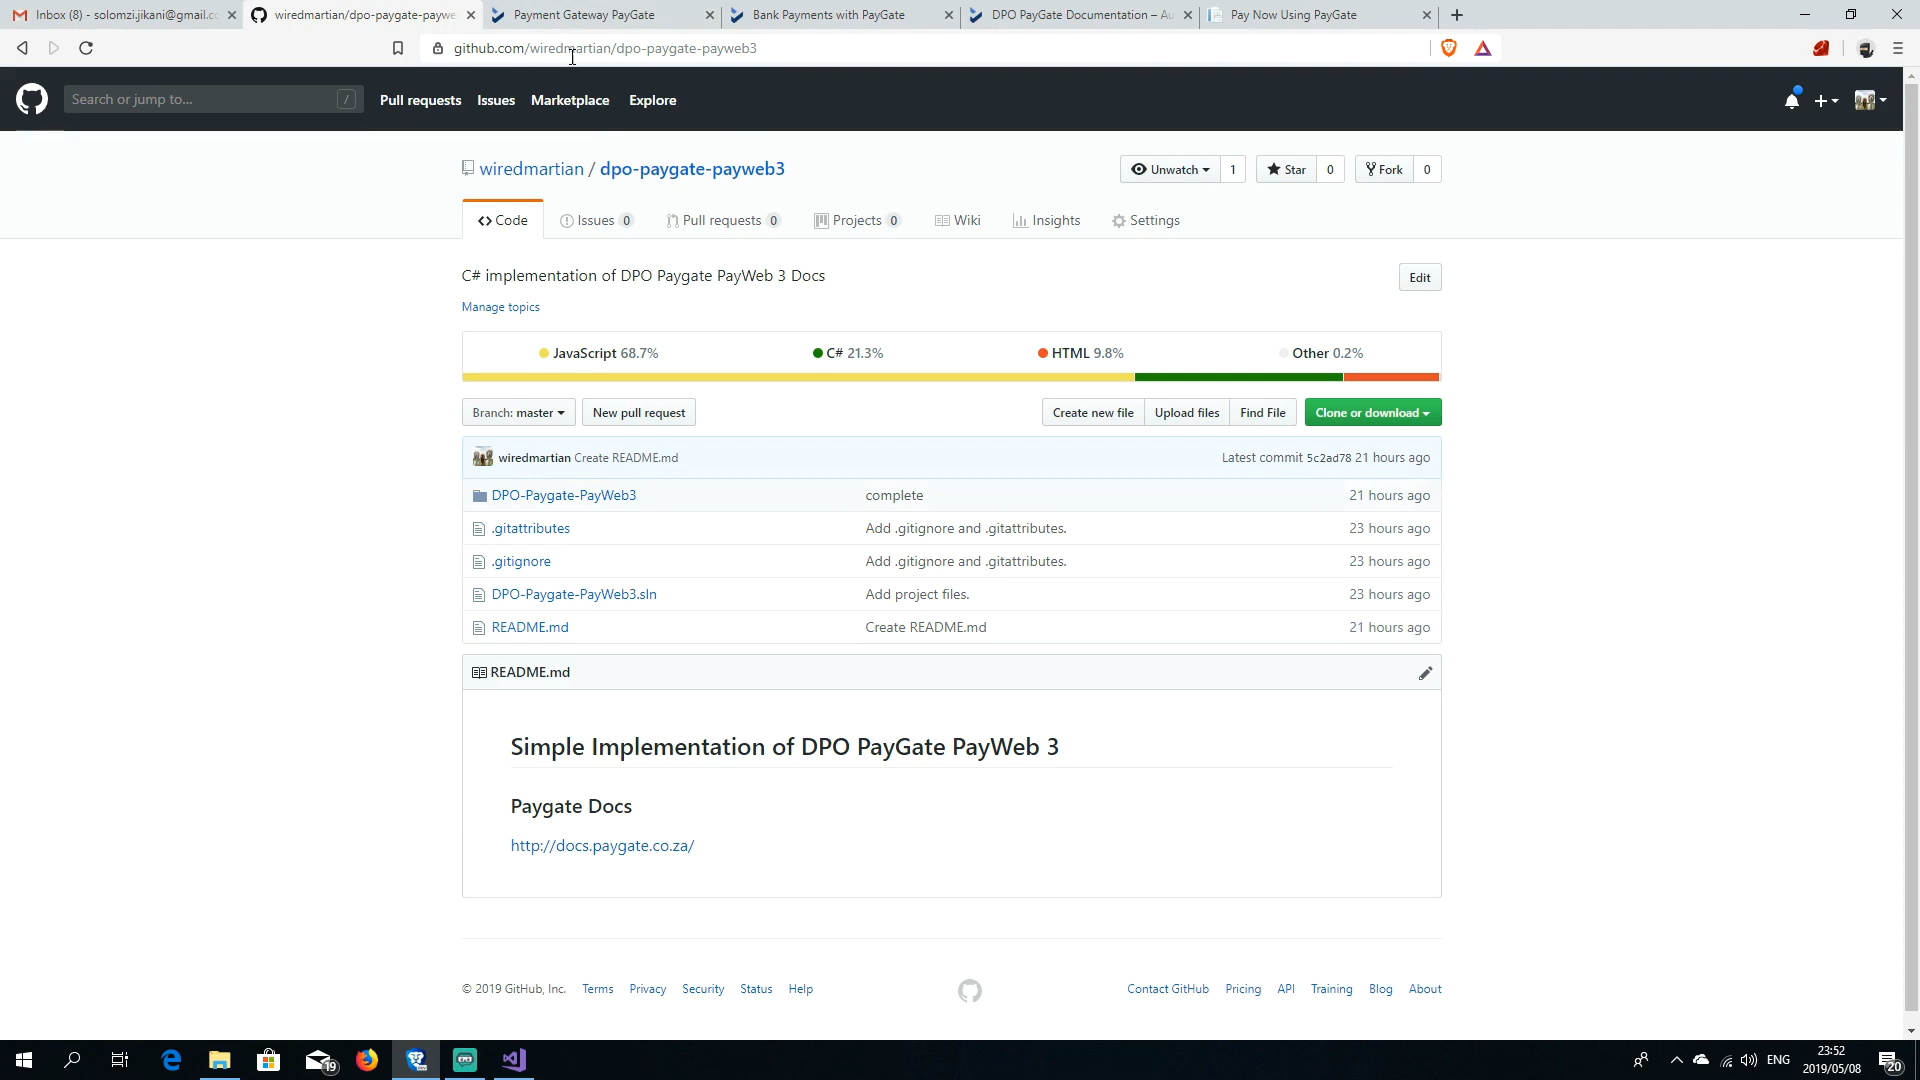 Inbox (8) - solomzi.jikani@gmail.cc
wiredmartian/dpo-paygate-paywe
Payment Gateway PayGate
Bank Payments with PayGate
DPO PayGate Documentation – Au
Pay Now Using PayGate
github.com/wiredmartian/dpo-paygate-payweb3
Search or jump to... /
Pull requests Issues Marketplace Explore
wiredmartian / dpo-paygate-payweb3
Unwatch 1 Star 0 Fork 0
Code Issues 0 Pull requests 0 Projects 0 Wiki Insights Settings
C# implementation of DPO Paygate PayWeb 3 Docs
Edit
Manage topics
JavaScript 68.7% C# 21.3% HTML 9.8% Other 0.2%
Branch: master New pull request Create new file Upload files Find File Clone or download
wiredmartian Create README.md Latest commit 5c2ad78 21 hours ago
DPO-Paygate-PayWeb3 complete 21 hours ago
.gitattributes Add .gitignore and .gitattributes. 23 hours ago
.gitignore Add .gitignore and .gitattributes. 23 hours ago
DPO-Paygate-PayWeb3.sln Add project files. 23 hours ago
README.md Create README.md 21 hours ago
README.md
Simple Implementation of DPO PayGate PayWeb 3
Paygate Docs
http://docs.paygate.co.za/
© 2019 GitHub, Inc. Terms Privacy Security Status Help Contact GitHub Pricing API Training Blog About
19
ENG
23:52
2019/05/08
20